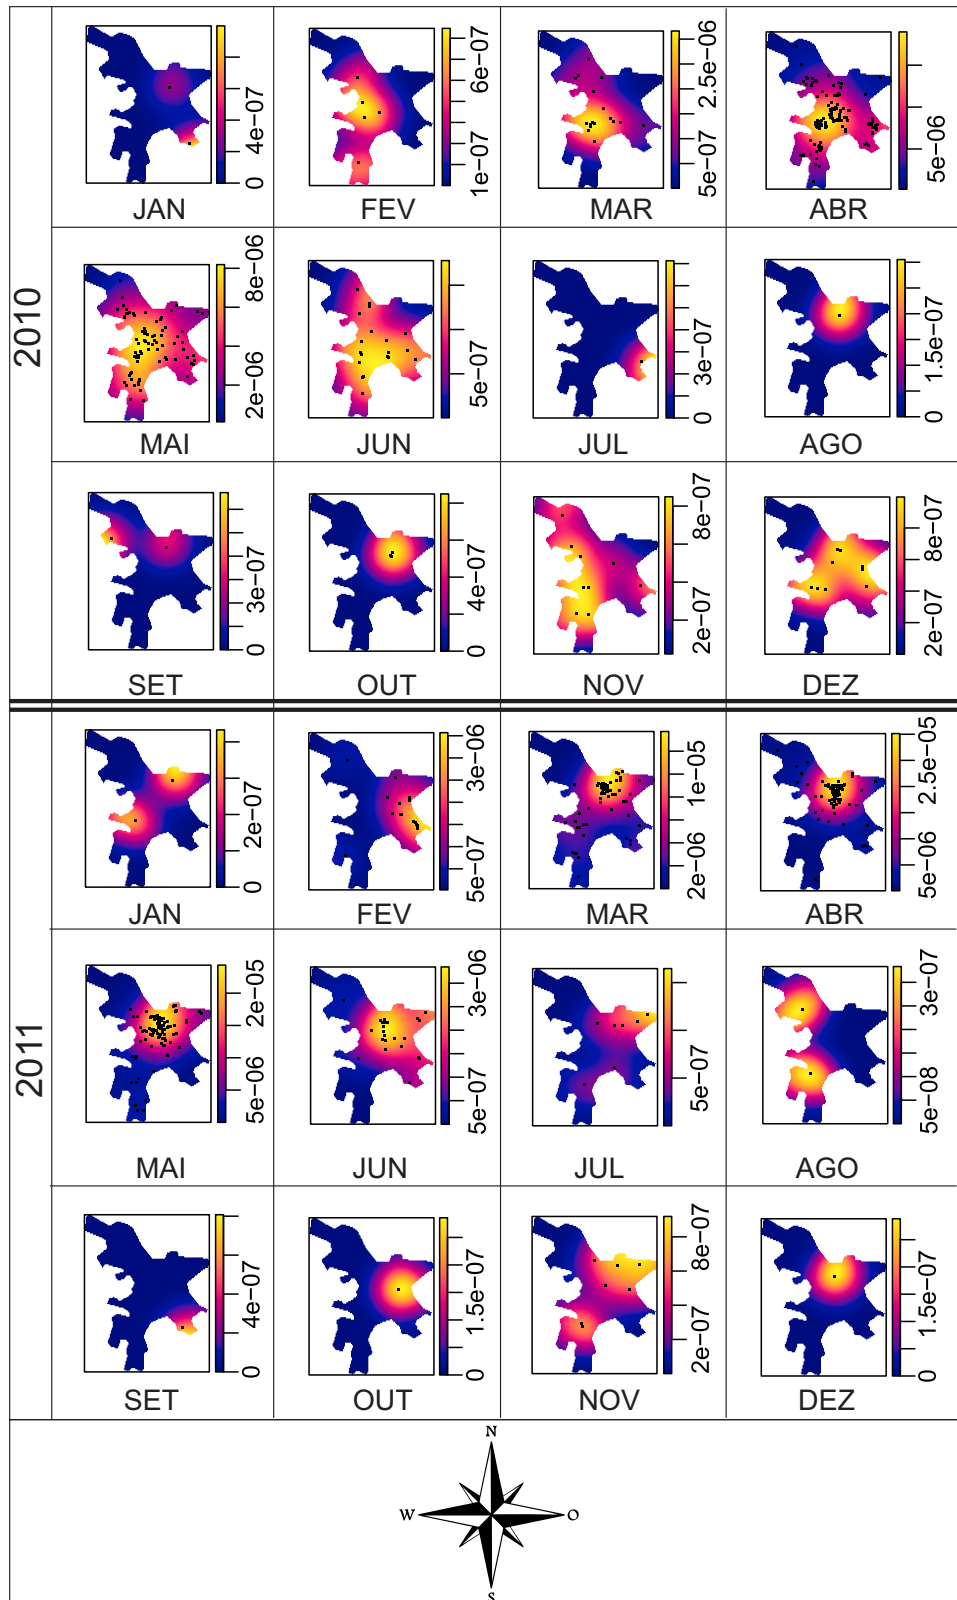 2010
0 4e-07
JAN
1e-07 6e-07
FEV
5e-07 2.5e-06
MAR
5e-06
ABR
2e-06 8e-06
MAI
5e-07
JUN
0 3e-07
JUL
0 1.5e-07
AGO
0 3e-07
SET
0 4e-07
OUT
2e-07 8e-07
NOV
2e-07 8e-07
DEZ
2011
0 2e-07
JAN
5e-07 3e-06
FEV
2e-06 1e-05
MAR
5e-06 2.5e-05
ABR
5e-06 2e-05
MAI
5e-07 3e-06
JUN
5e-07
JUL
5e-08 3e-07
AGO
0 4e-07
SET
0 1.5e-07
OUT
2e-07 8e-07
NOV
0 1.5e-07
DEZ
N
W O
S